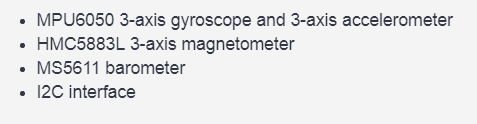 • MPU6050 3-axis gyroscope and 3-axis accelerometer
• HMC5883L 3-axis magnetometer
• MS5611 barometer
• I2C interface